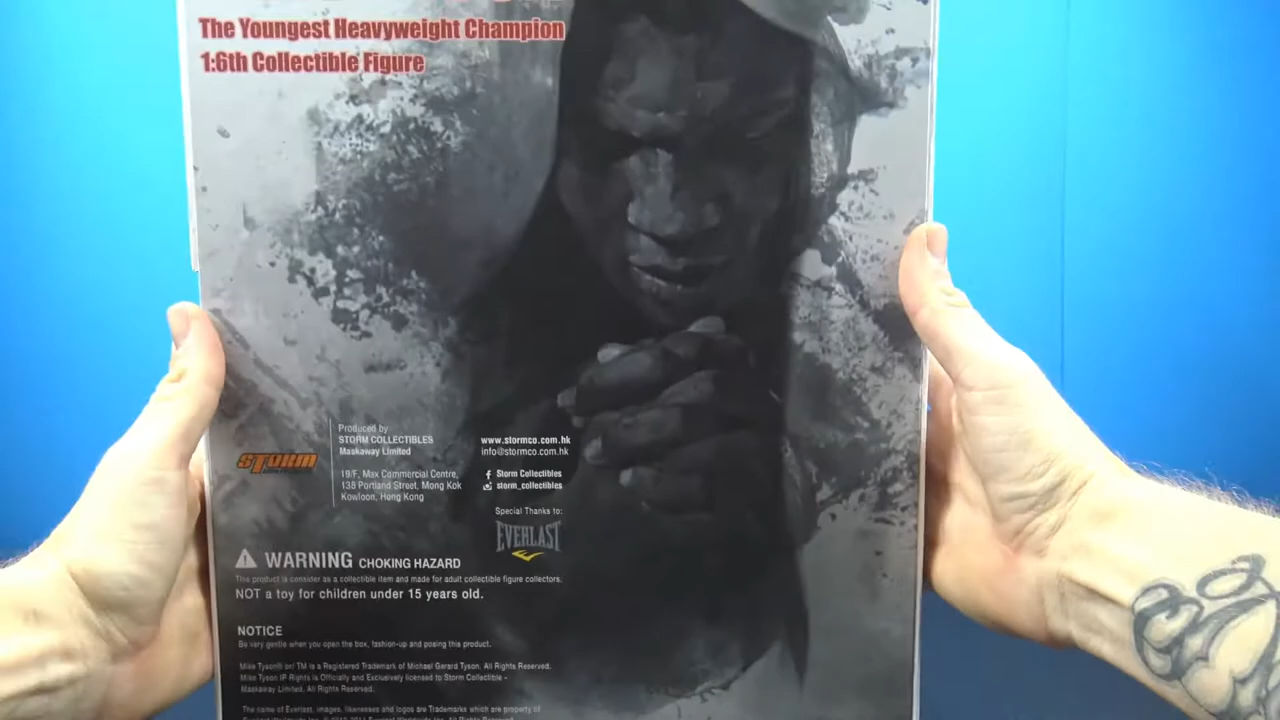 The Youngest Heavyweight Champion
1:6th Collectible Figure
Produced by
STORM COLLECTIBLES
Maskaway Limited
19/F, Max Commercial Centre,
138 Portland Street, Mong Kok
Kowloon, Hong Kong
STORM
www.stormco.com.hk
info@stormco.com.hk
Storm Collectibles
storm_collectibles
Special Thanks to:
EVERLAST
WARNING CHOKING HAZARD
This product is consider as a collectible item and made for adult collectible figure collectors.
NOT a toy for children under 15 years old.
NOTICE
Be very gentle when you open the box, fashion-up and posing this product.
Mike Tyson® or/ TM is a Registered Trademark of Michael Gerard Tyson. All Rights Reserved.
Mike Tyson IP Rights is Officially and Exclusively licensed to Storm Collectible –
Maskaway Limited. All Rights Reserved.
The name of Everlast, images, likenesses and logos are Trademarks which are property of